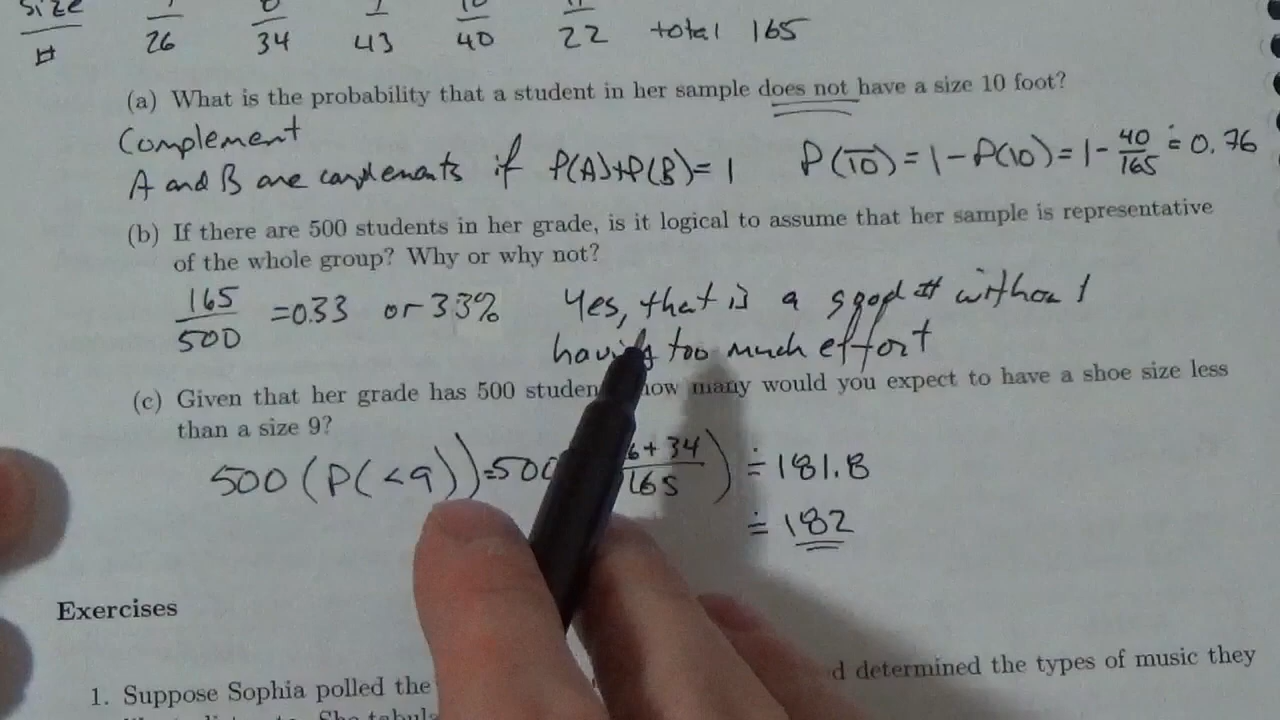 size
# 26 34 43 40 22 total 165
(a) What is the probability that a student in her sample does not have a size 10 foot?
Complement
A and B are complements if P(A)+P(B)=1 P(10̅)=1-P(10)=1-40/165≐0.76
(b) If there are 500 students in her grade, is it logical to assume that her sample is representative
of the whole group? Why or why not?
165/500 =0.33 or 33% Yes, that is a good # without
having too much effort
(c) Given that her grade has 500 studen how many would you expect to have a shoe size less
than a size 9?
500(P(<9))=500 6+34/165) ≐181.8
≐182
Exercises
1. Suppose Sophia polled the d determined the types of music they